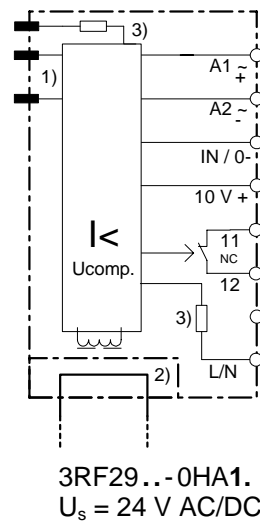 3)
A1 ~
+
1)
A2 ~
-
IN / 0-
10 V +
I<
Ucomp.
11
NC
12
3)
L/N
2)
3RF29..-0HA1.
Us = 24 V AC/DC